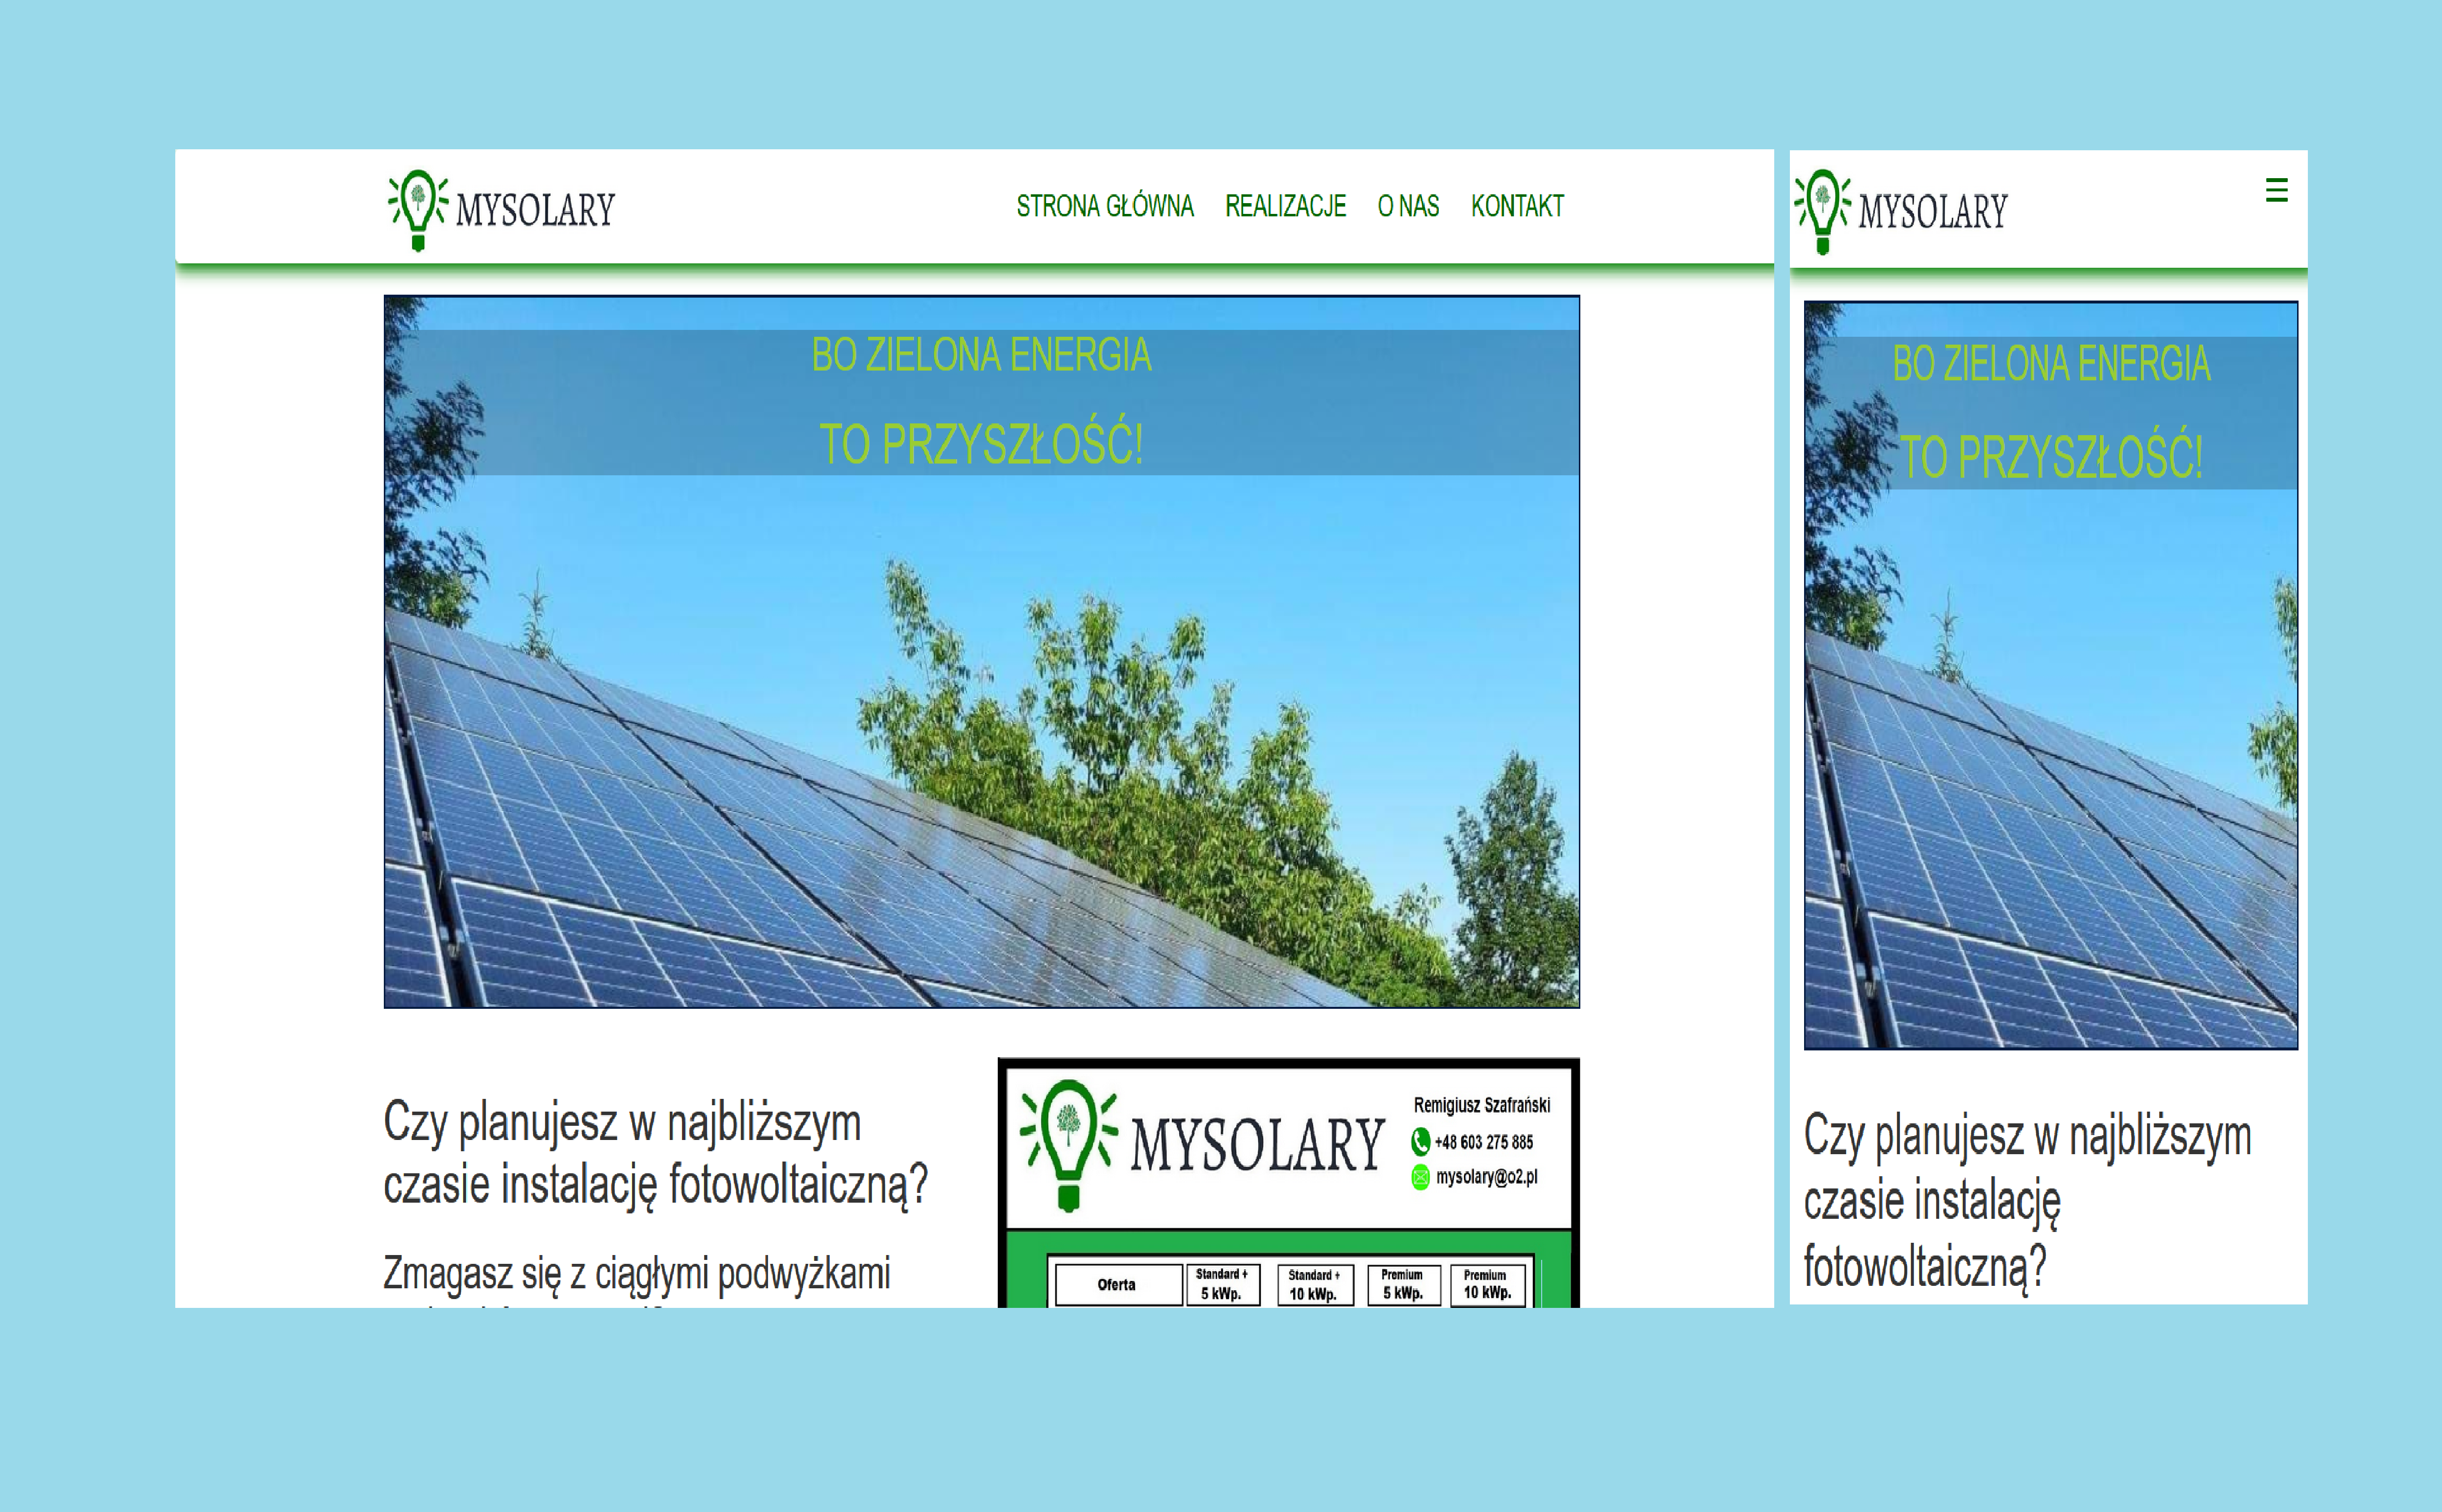 MYSOLARY
STRONA GŁÓWNA REALIZACJE O NAS KONTAKT
BO ZIELONA ENERGIA
TO PRZYSZŁOŚĆ!
Czy planujesz w najbliższym
czasie instalację fotowoltaiczną?
Zmagasz się z ciągłymi podwyżkami
MYSOLARY
Remigiusz Szafrański
+48 603 275 885
mysolary@o2.pl
Oferta
Standard +
5 kWp.
Standard +
10 kWp.
Premium
5 kWp.
Premium
10 kWp.
MYSOLARY
BO ZIELONA ENERGIA
TO PRZYSZŁOŚĆ!
Czy planujesz w najbliższym
czasie instalację
fotowoltaiczną?